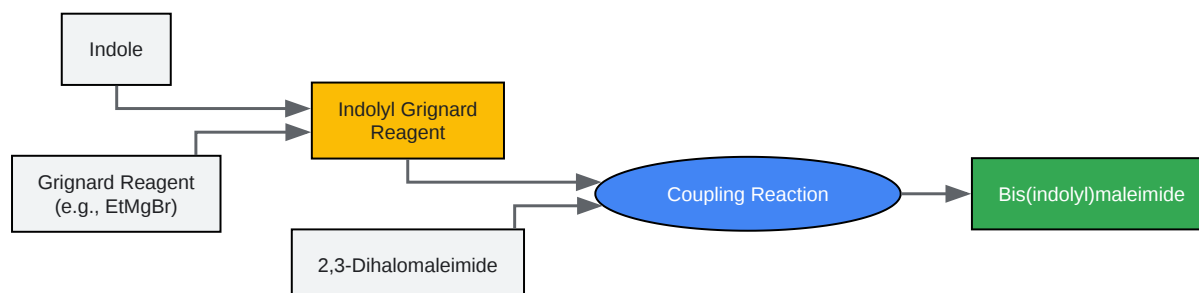 Indole
Indolyl Grignard
Reagent
Grignard Reagent
(e.g., EtMgBr)
Coupling Reaction
Bis(indolyl)maleimide
2,3-Dihalomaleimide